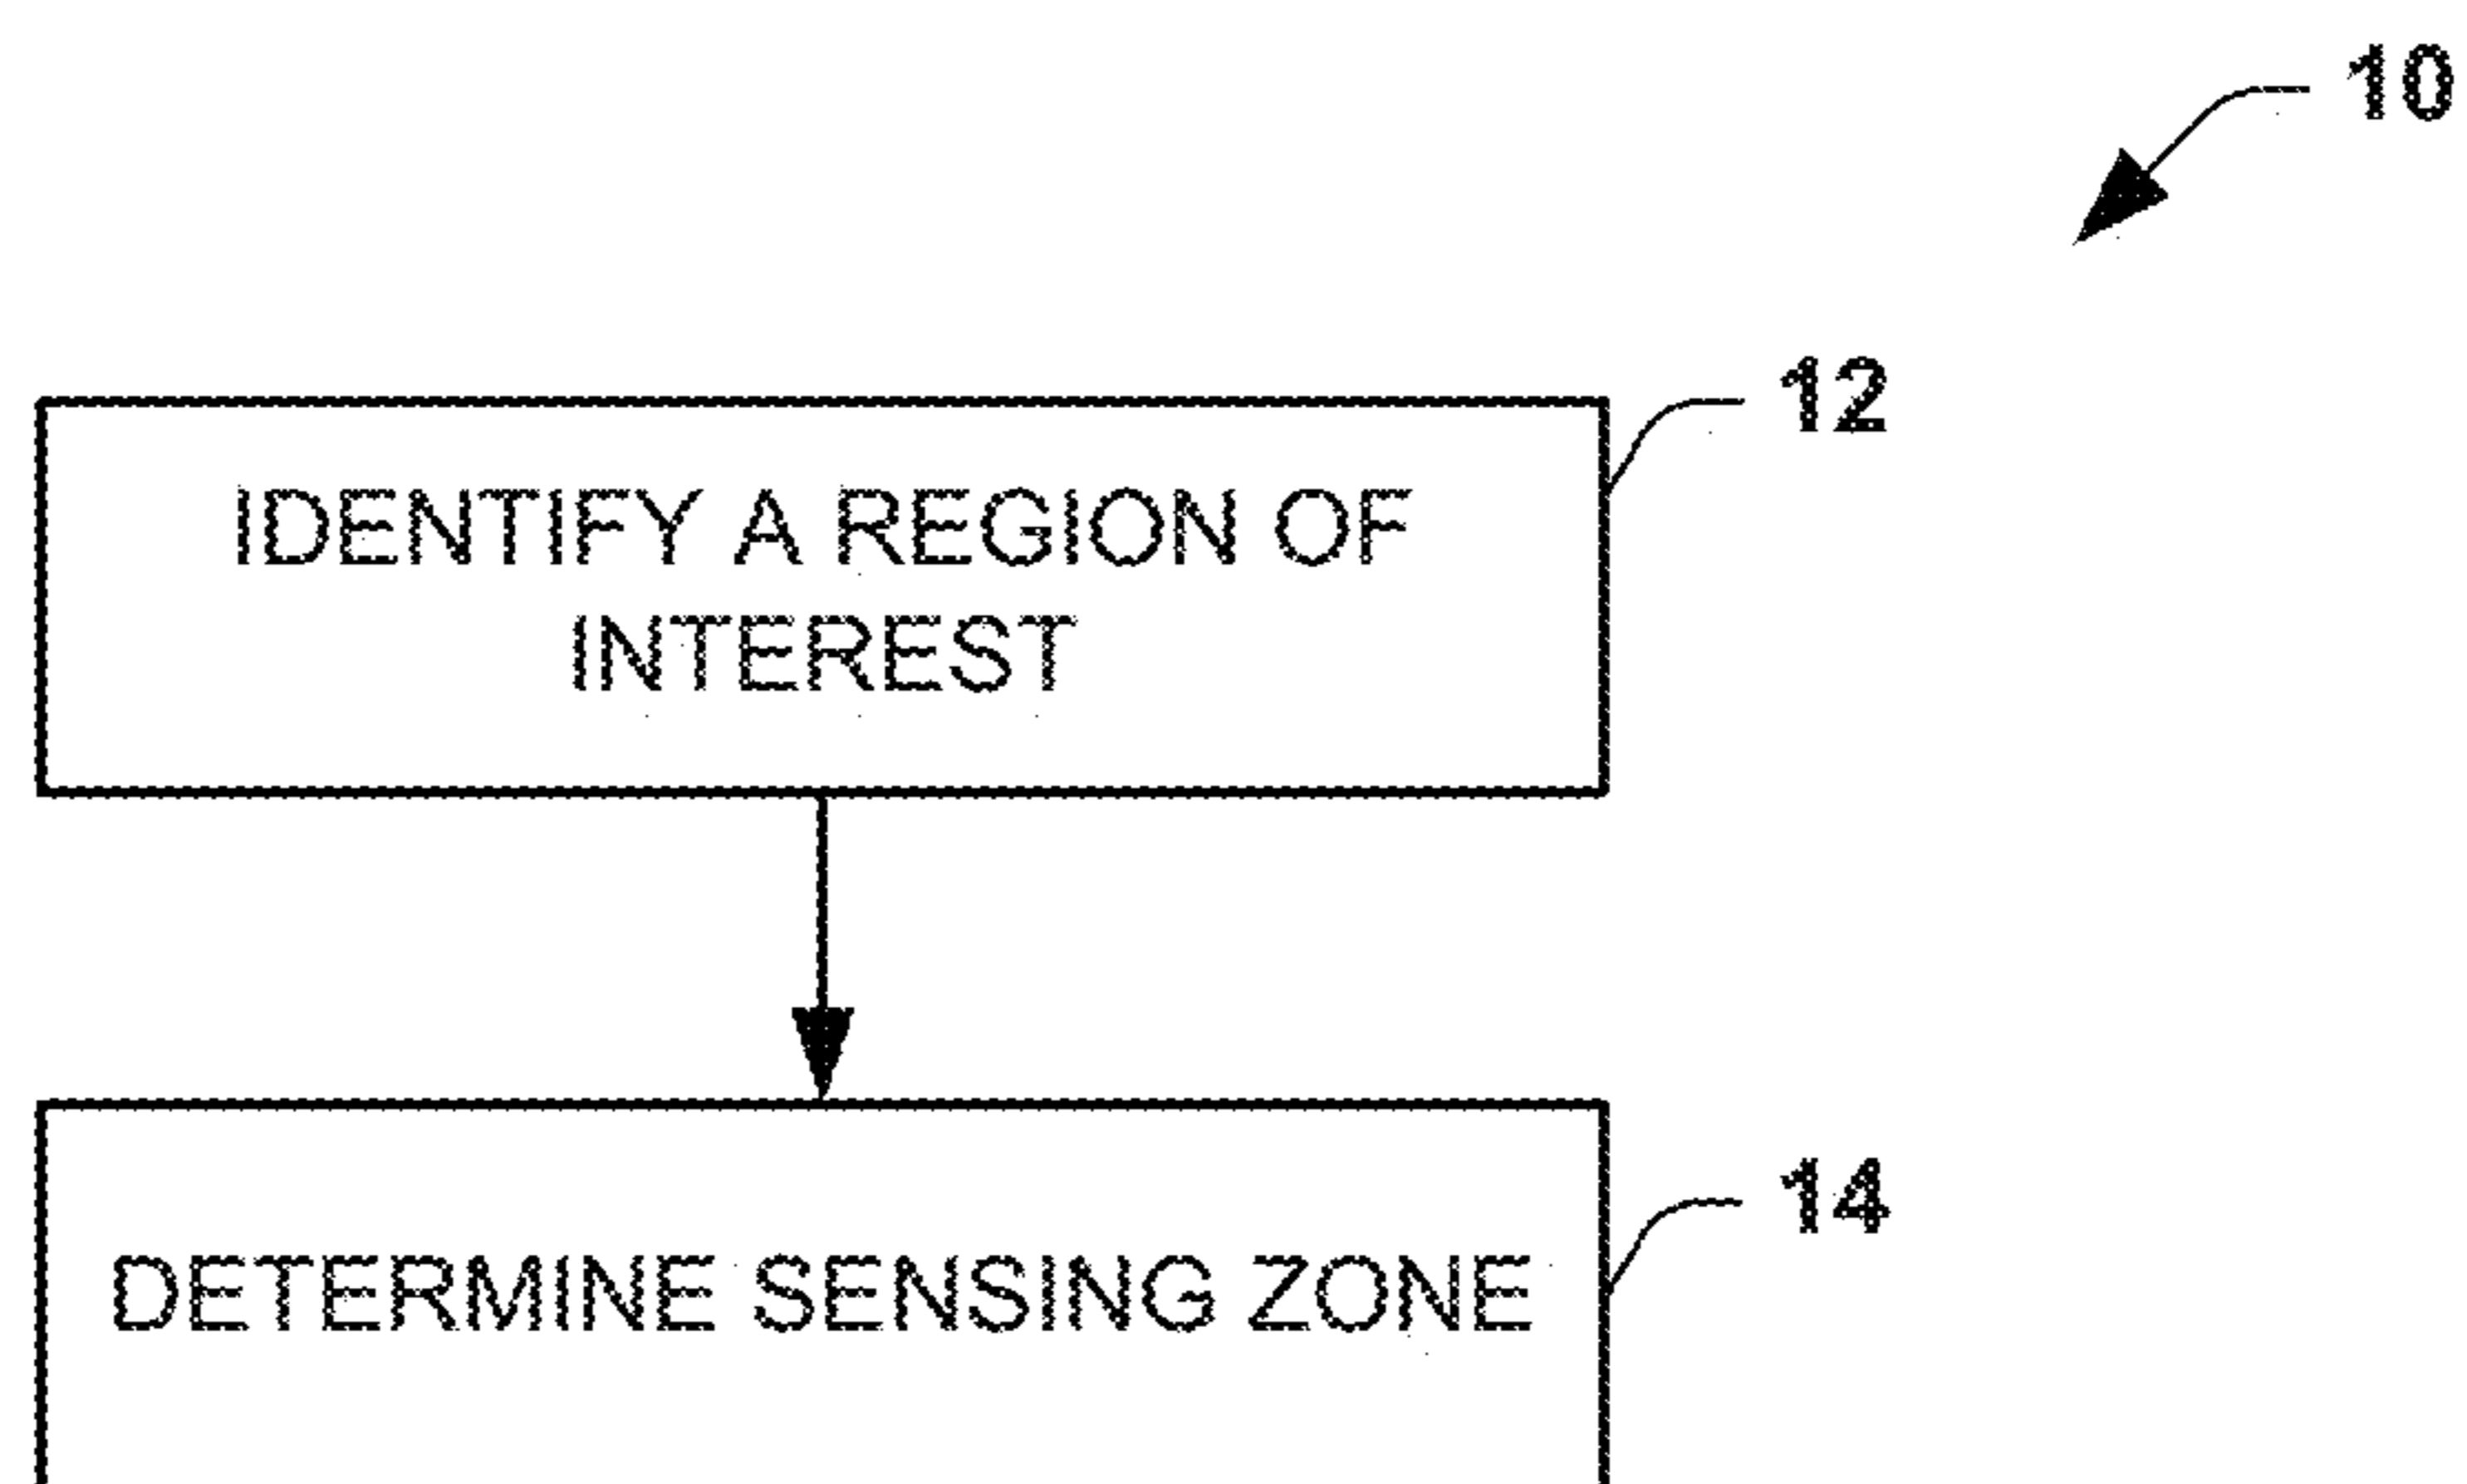 10
12
IDENTIFY A REGION OF
INTEREST
14
DETERMINE SENSING ZONE